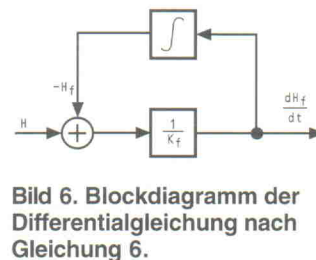 ∫
-H_f
H
+
1/K_f
dH_f/dt
Bild 6. Blockdiagramm der
Differentialgleichung nach
Gleichung 6.